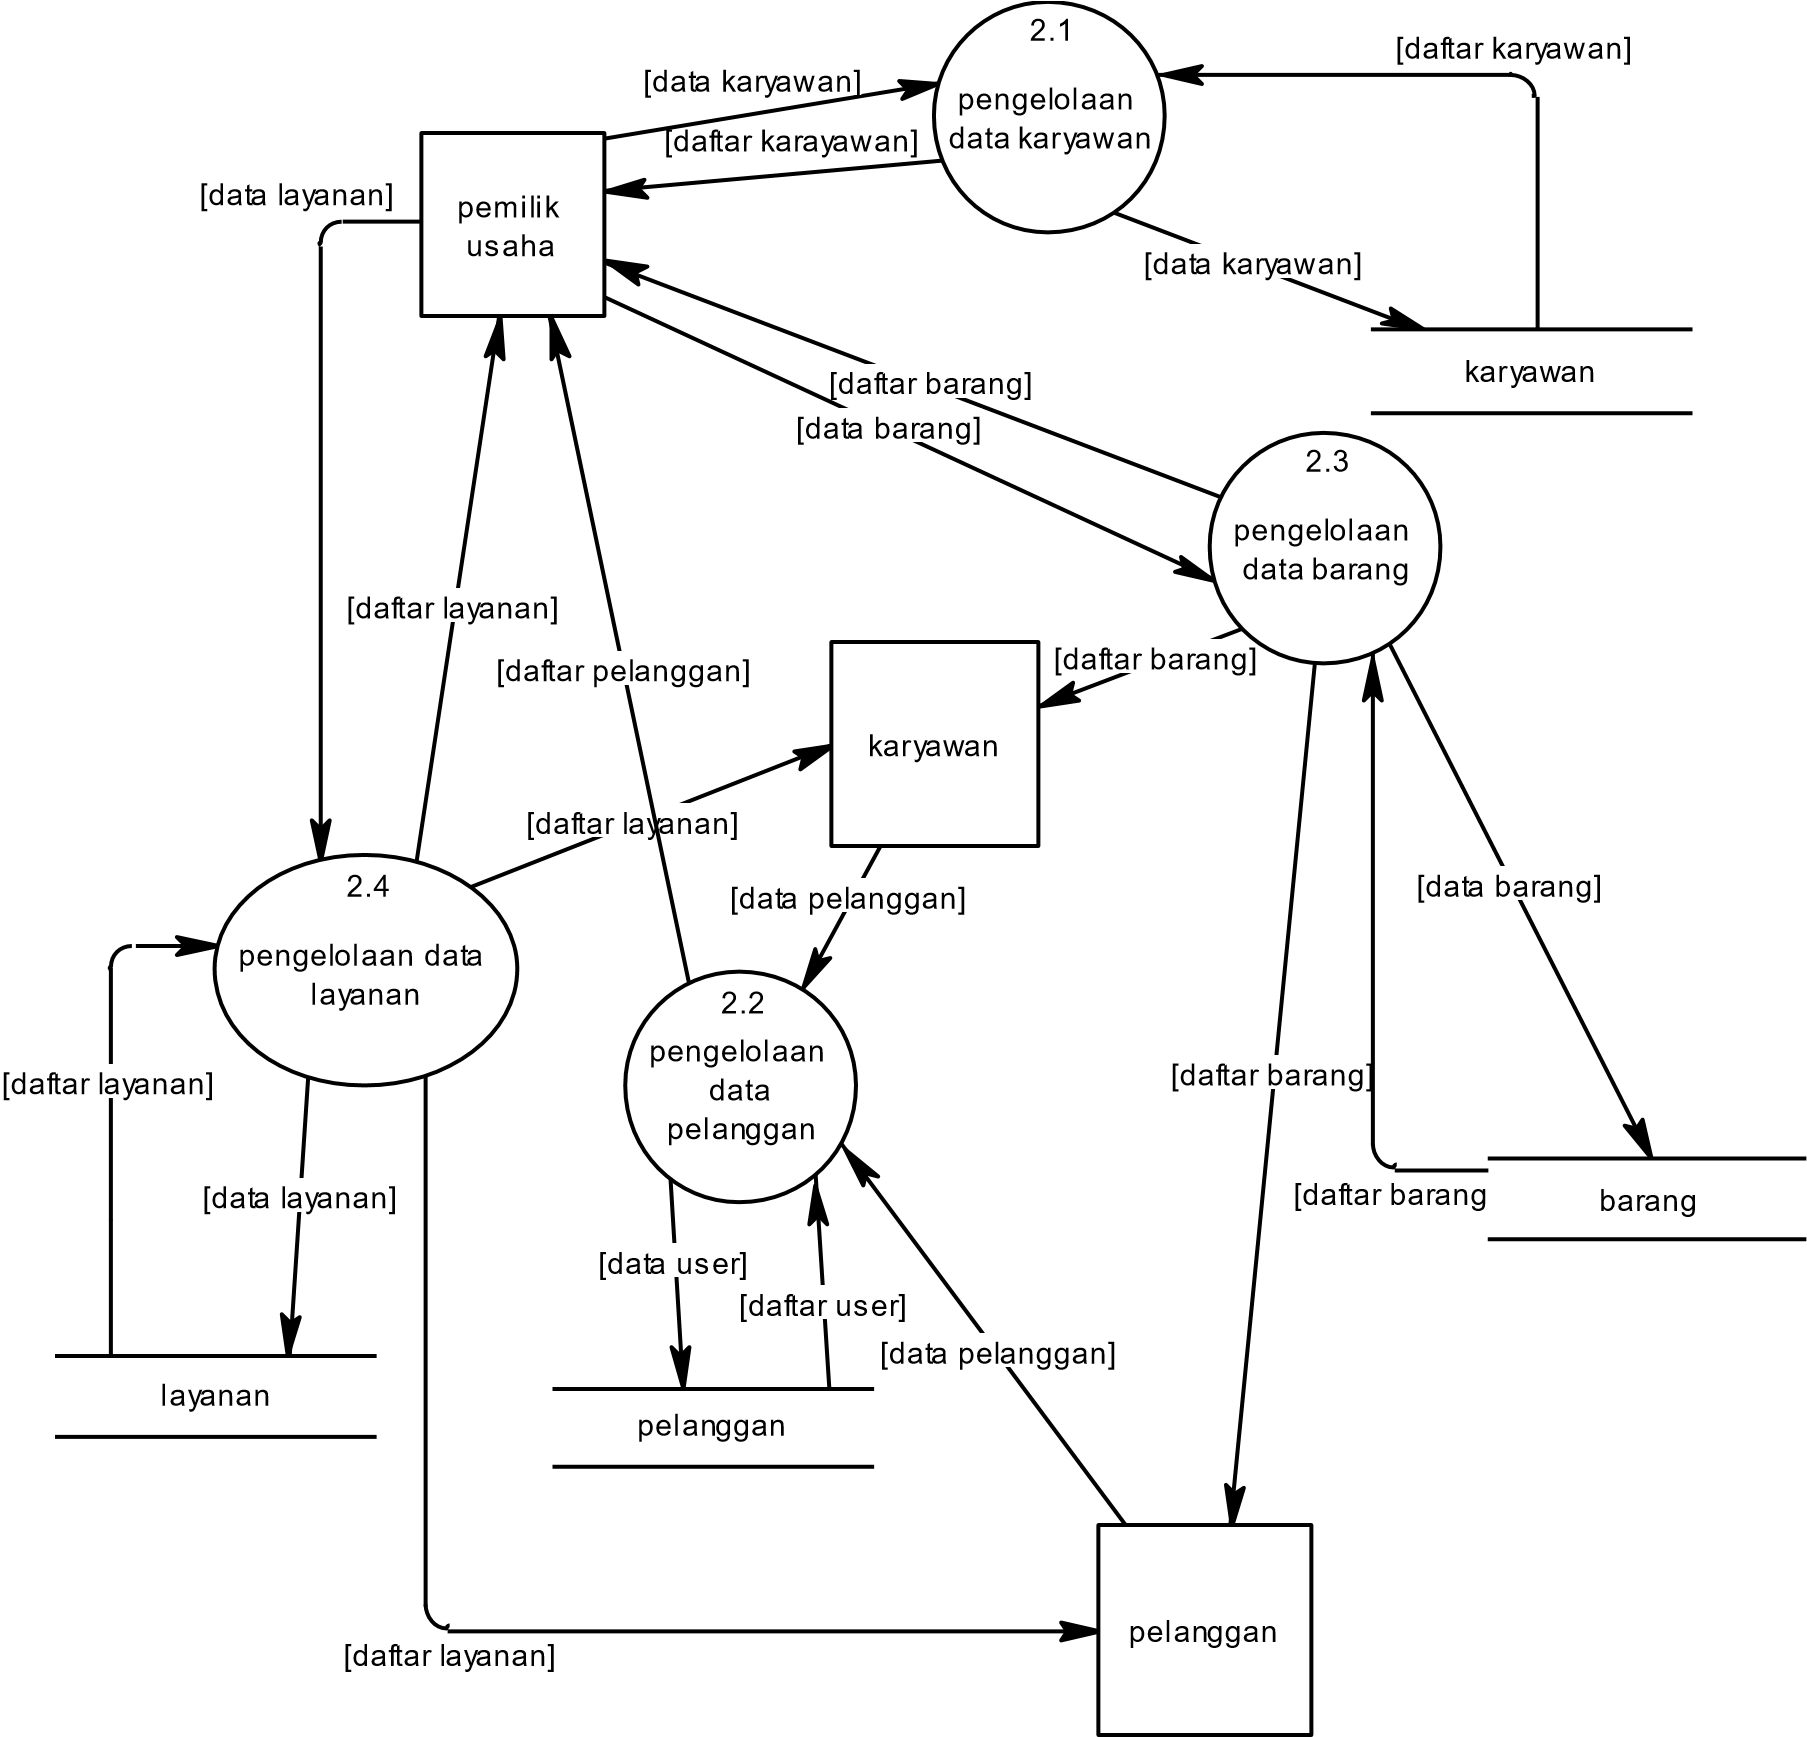 2.1
[daftar karyawan]
[data karyawan]
pengelolaan
data karyawan
[daftar karayawan]
[data layanan]
pemilik
usaha
[data karyawan]
karyawan
[daftar barang]
[data barang]
2.3
pengelolaan
data barang
[daftar layanan]
[daftar pelanggan]
[daftar barang]
karyawan
[daftar layanan]
2.4
[data pelanggan]
[data barang]
pengelolaan data
layanan
2.2
pengelolaan
data
pelanggan
[daftar layanan]
[daftar barang]
[data layanan]
[daftar barang
barang
[data user]
[daftar user]
[data pelanggan]
layanan
pelanggan
pelanggan
[daftar layanan]